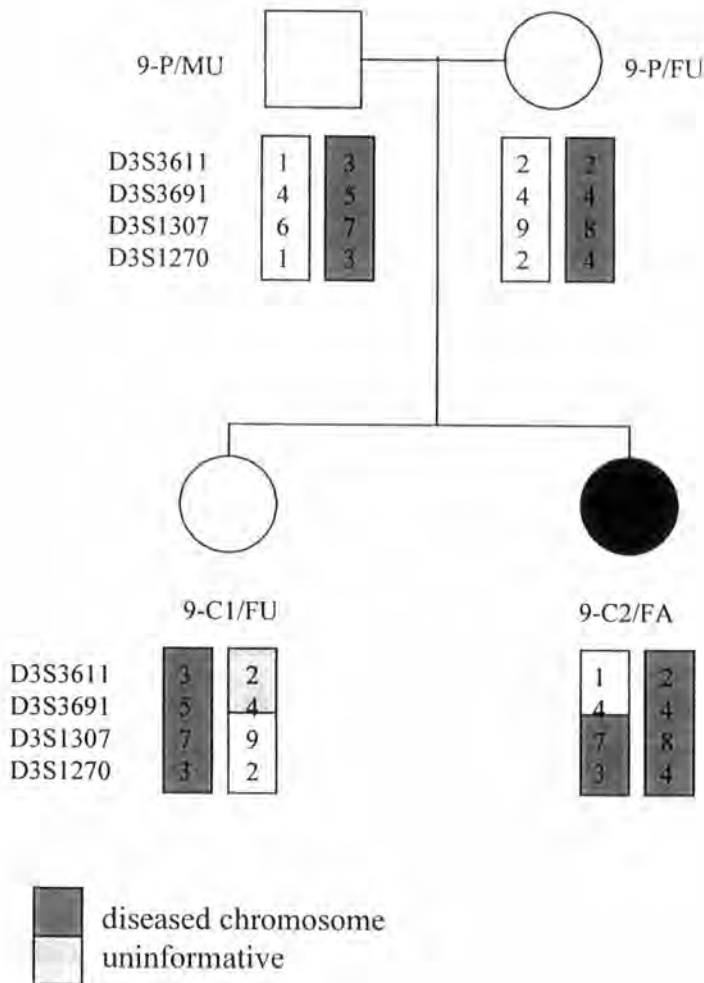 9-P/MU 9-P/FU
D3S3611 1 3 2 2
D3S3691 4 5 4 4
D3S1307 6 7 9 8
D3S1270 1 3 2 4
9-C1/FU 9-C2/FA
D3S3611 3 2 1 2
D3S3691 5 4 4 4
D3S1307 7 9 7 8
D3S1270 3 2 3 4
diseased chromosome
uninformative